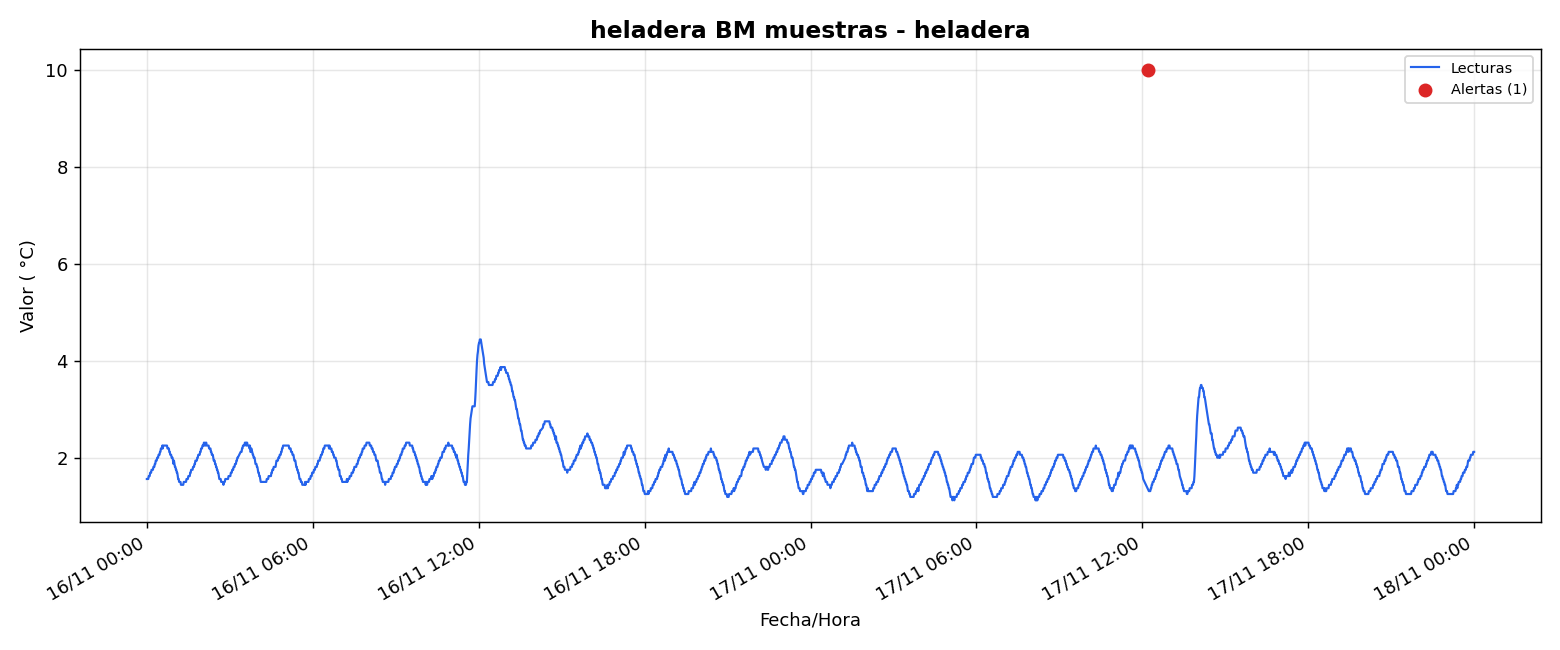 heladera BM muestras - heladera
Lecturas
Alertas (1)
Valor ( °C)
10
8
6
4
2
16/11 00:00
16/11 06:00
16/11 12:00
16/11 18:00
17/11 00:00
17/11 06:00
17/11 12:00
17/11 18:00
18/11 00:00
Fecha/Hora